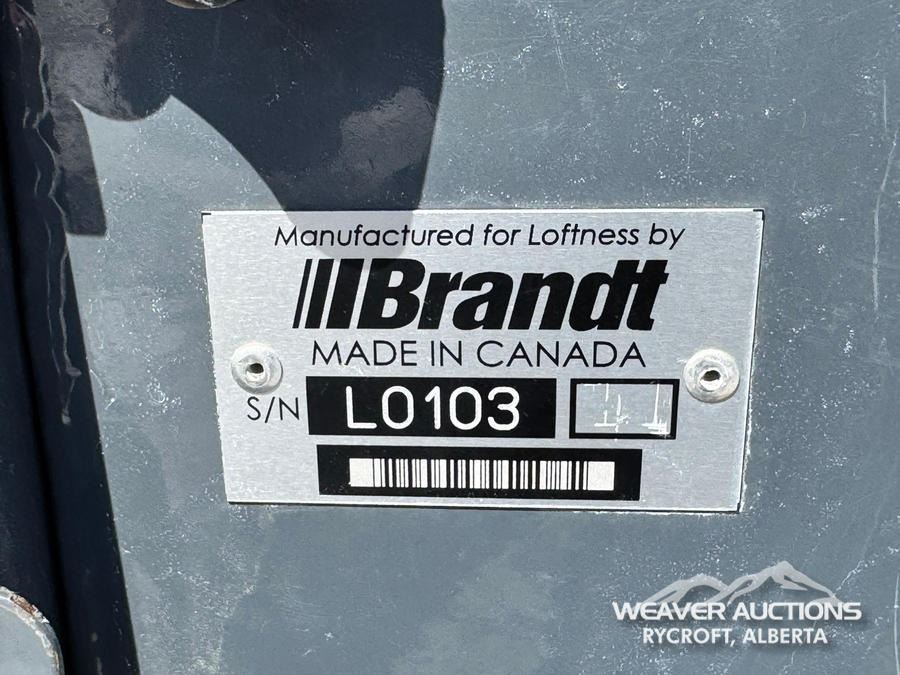 Manufactured for Loftness by
Brandt
MADE IN CANADA
S/N L0103
WEAVER AUCTIONS
RYCROFT, ALBERTA